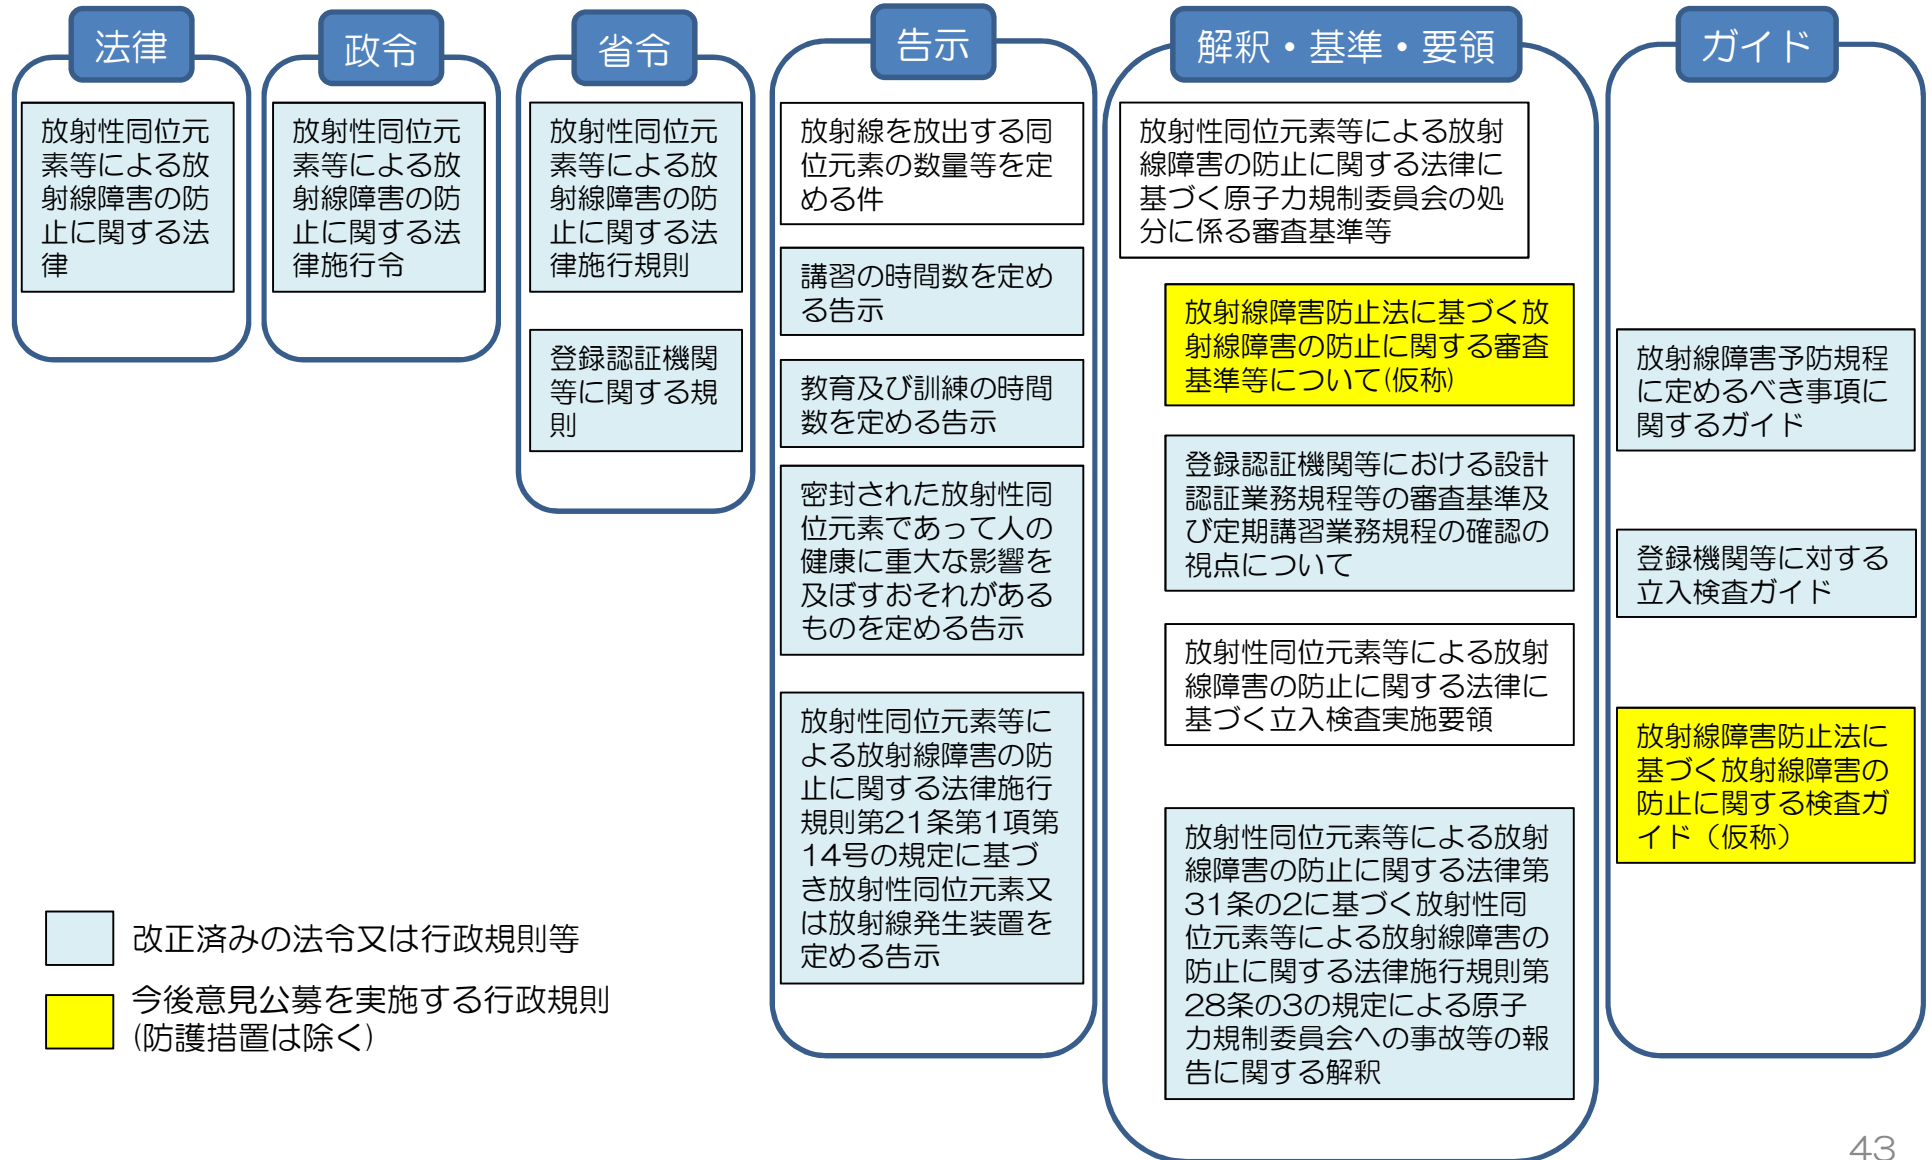 法律
放射性同位元
素等による放
射線障害の防
止に関する法
律
政令
放射性同位元
素等による放
射線障害の防
止に関する法
律施行令
省令
放射性同位元
素等による放
射線障害の防
止に関する法
律施行規則
登録認証機関
等に関する規
則
告示
放射線を放出する同
位元素の数量等を定
める件
講習の時間数を定め
る告示
教育及び訓練の時間
数を定める告示
密封された放射性同
位元素であって人の
健康に重大な影響を
及ぼすおそれがある
ものを定める告示
放射性同位元素等に
よる放射線障害の防
止に関する法律施行
規則第21条第1項第
14号の規定に基づ
き放射性同位元素又
は放射線発生装置を
定める告示
解釈・基準・要領
放射性同位元素等による放射
線障害の防止に関する法律に
基づく原子力規制委員会の処
分に係る審査基準等
放射線障害防止法に基づく放
射線障害の防止に関する審査
基準等について(仮称)
登録認証機関等における設計
認証業務規程等の審査基準及
び定期講習業務規程の確認の
視点について
放射性同位元素等による放射
線障害の防止に関する法律に
基づく立入検査実施要領
放射性同位元素等による放射
線障害の防止に関する法律第
31条の2に基づく放射性同
位元素等による放射線障害の
防止に関する法律施行規則第
28条の3の規定による原子
力規制委員会への事故等の報
告に関する解釈
ガイド
放射線障害予防規程
に定めるべき事項に
関するガイド
登録機関等に対する
立入検査ガイド
放射線障害防止法に
基づく放射線障害の
防止に関する検査ガ
イド（仮称）
改正済みの法令又は行政規則等
今後意見公募を実施する行政規則
(防護措置は除く)
43